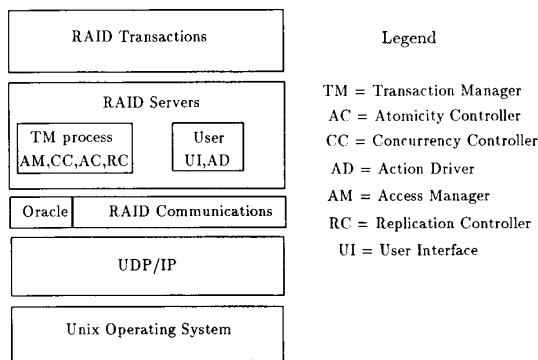 RAID Transactions
RAID Servers
TM process
AM,CC,AC,RC
User
UI,AD
Oracle
RAID Communications
UDP/IP
Unix Operating System
Legend
TM = Transaction Manager
AC = Atomicity Controller
CC = Concurrency Controller
AD = Action Driver
AM = Access Manager
RC = Replication Controller
UI = User Interface